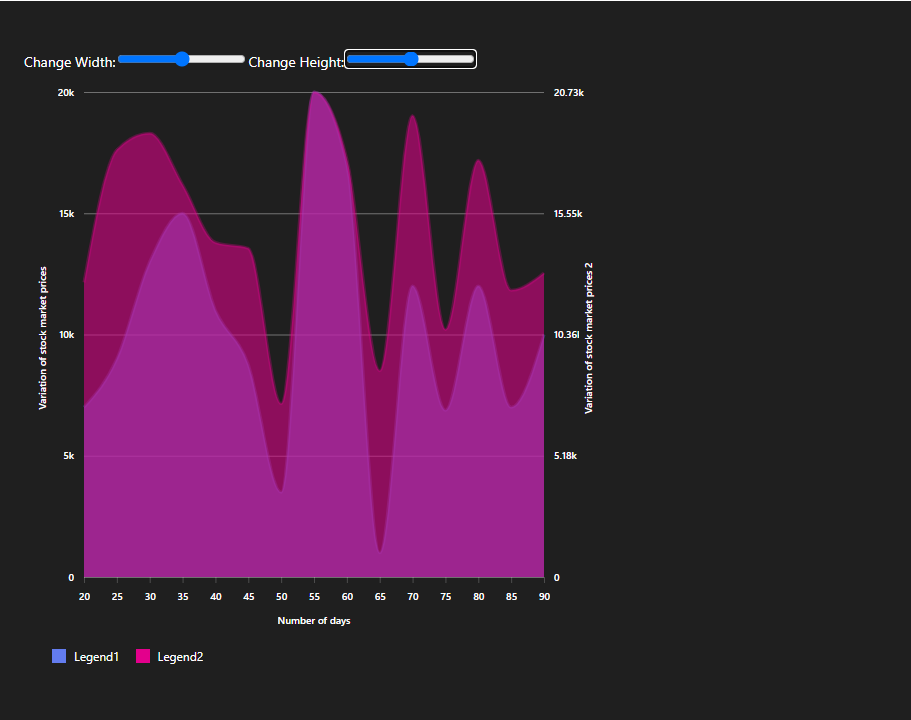 Change Width: Change Height:
20k 20.73k
15k 15.55k
Variation of stock market prices
Variation of stock market prices 2
10k 10.36
5k 5.18k
0 0
20 25 30 35 40 45 50 55 60 65 70 75 80 85 90
Number of days
Legend1 Legend2